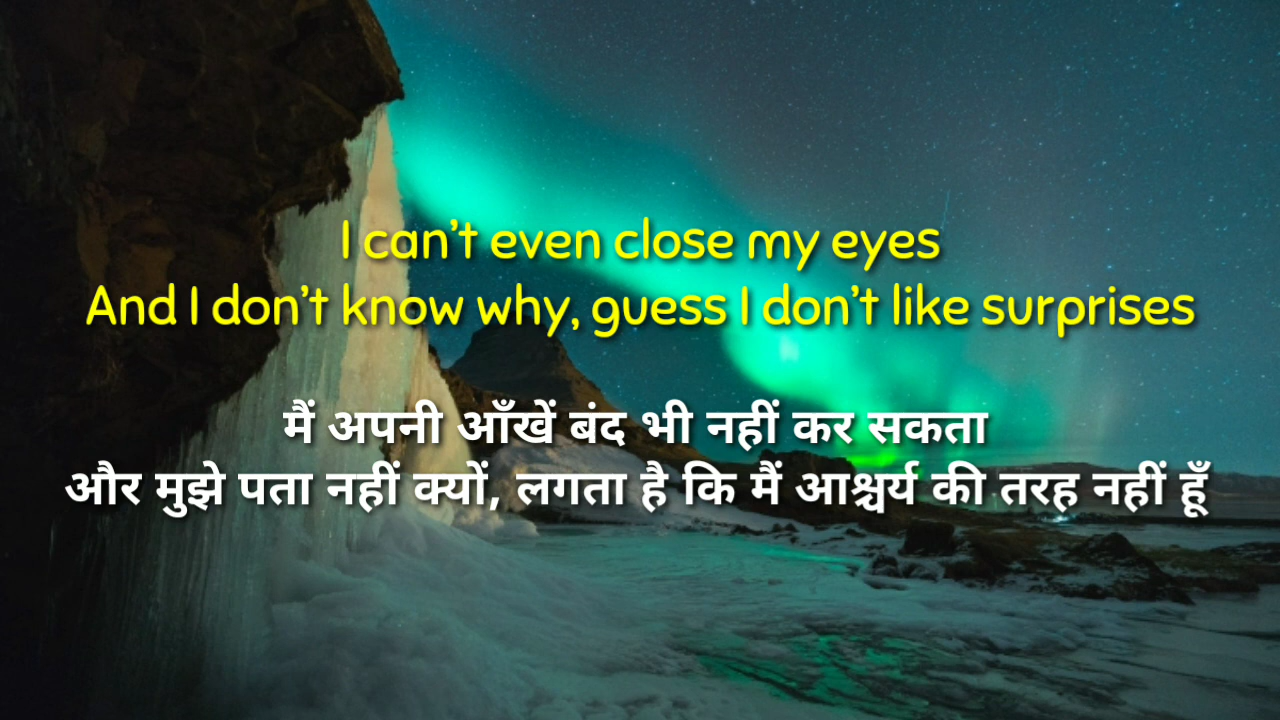 I can't even close my eyes
And I don't know why, guess I don't like surprises
मैं अपनी आँखें बंद भी नहीं कर सकता
और मुझे पता नहीं क्यों, लगता है कि मैं आश्चर्य की तरह नहीं हूँ